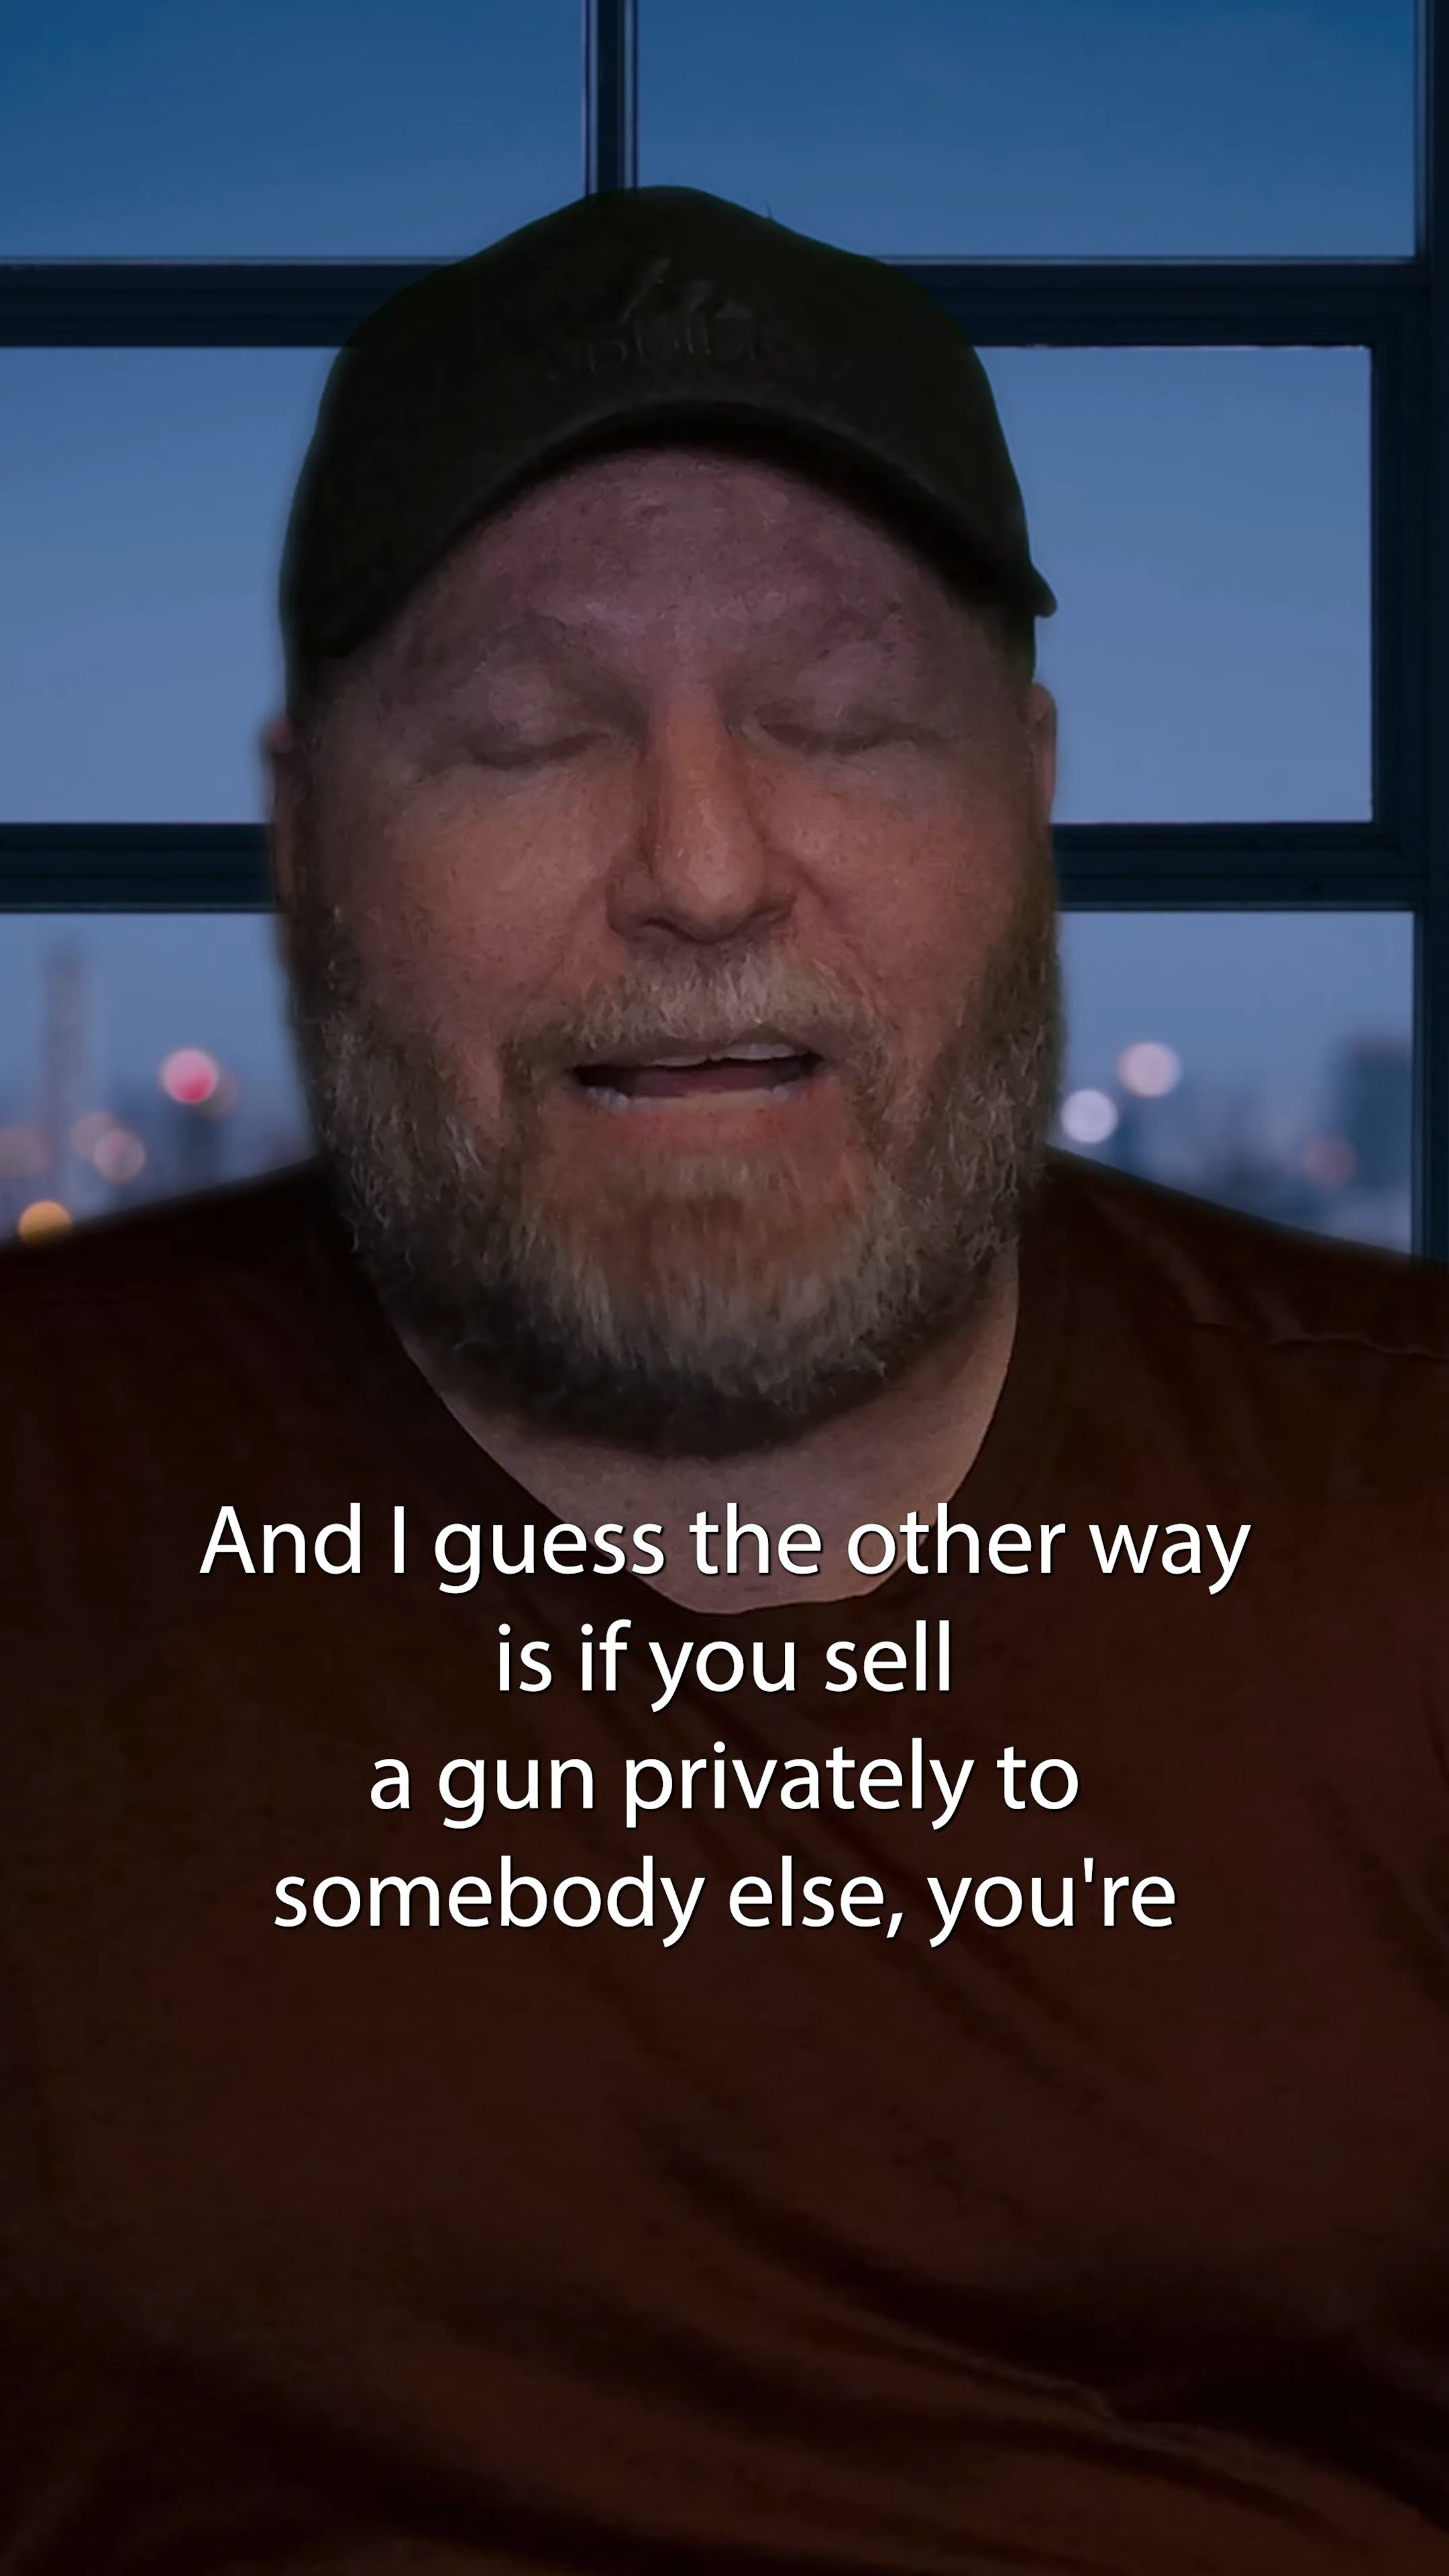 And I guess the other way
is if you sell
a gun privately to
somebody else, you're